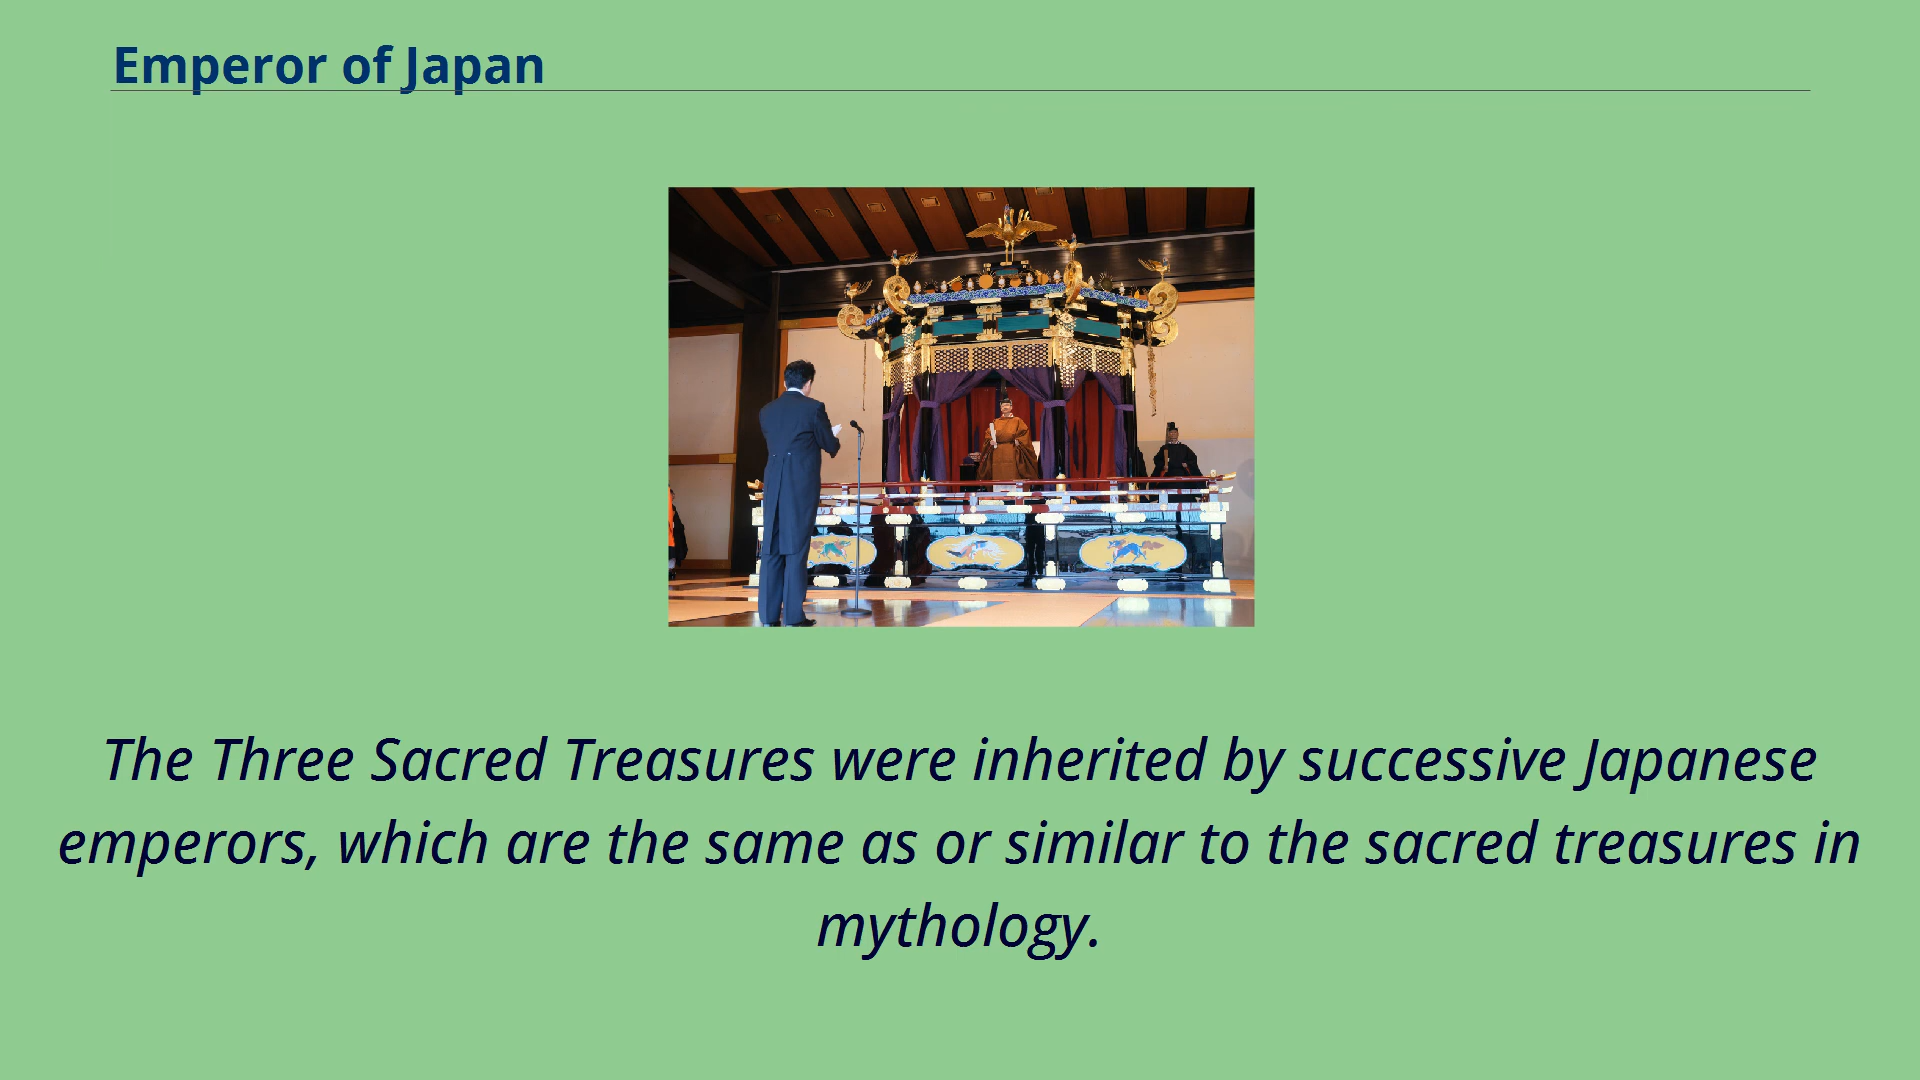 Emperor of Japan
The Three Sacred Treasures were inherited by successive Japanese
emperors, which are the same as or similar to the sacred treasures in
mythology.